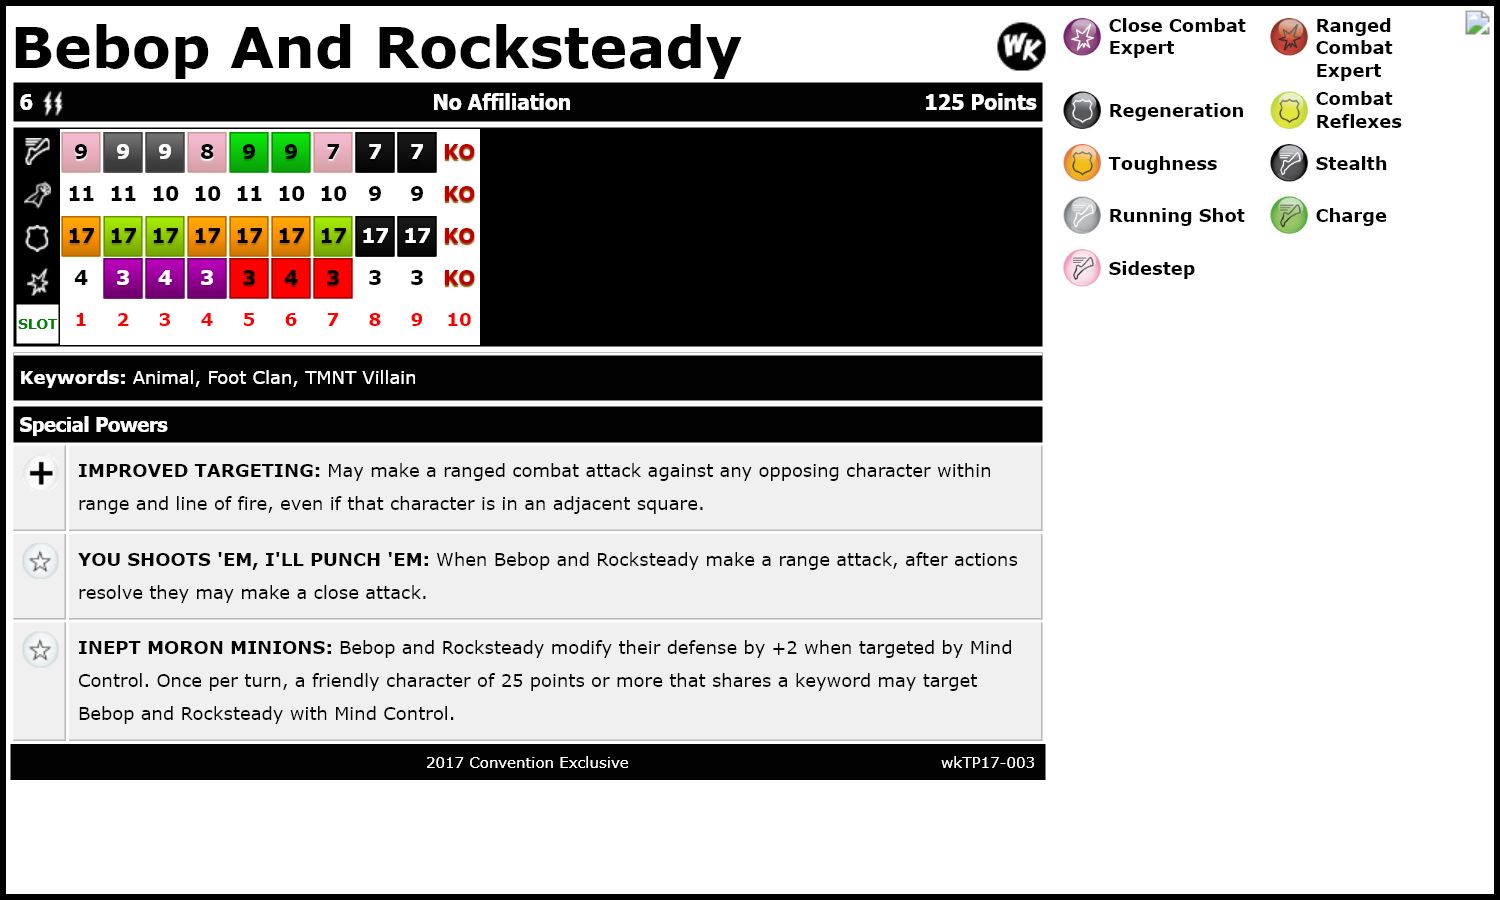 Bebop And Rocksteady
WK
6 No Affiliation 125 Points
9 9 9 8 9 9 7 7 7 KO
11 11 10 10 11 10 10 9 9 KO
17 17 17 17 17 17 17 17 17 KO
4 3 4 3 3 4 3 3 3 KO
SLOT 1 2 3 4 5 6 7 8 9 10
Keywords: Animal, Foot Clan, TMNT Villain
Special Powers
IMPROVED TARGETING: May make a ranged combat attack against any opposing character within
range and line of fire, even if that character is in an adjacent square.
YOU SHOOTS 'EM, I'LL PUNCH 'EM: When Bebop and Rocksteady make a range attack, after actions
resolve they may make a close attack.
INEPT MORON MINIONS: Bebop and Rocksteady modify their defense by +2 when targeted by Mind
Control. Once per turn, a friendly character of 25 points or more that shares a keyword may target
Bebop and Rocksteady with Mind Control.
2017 Convention Exclusive wkTP17-003
Close Combat
Expert
Ranged
Combat
Expert
Regeneration
Combat
Reflexes
Toughness
Stealth
Running Shot
Charge
Sidestep